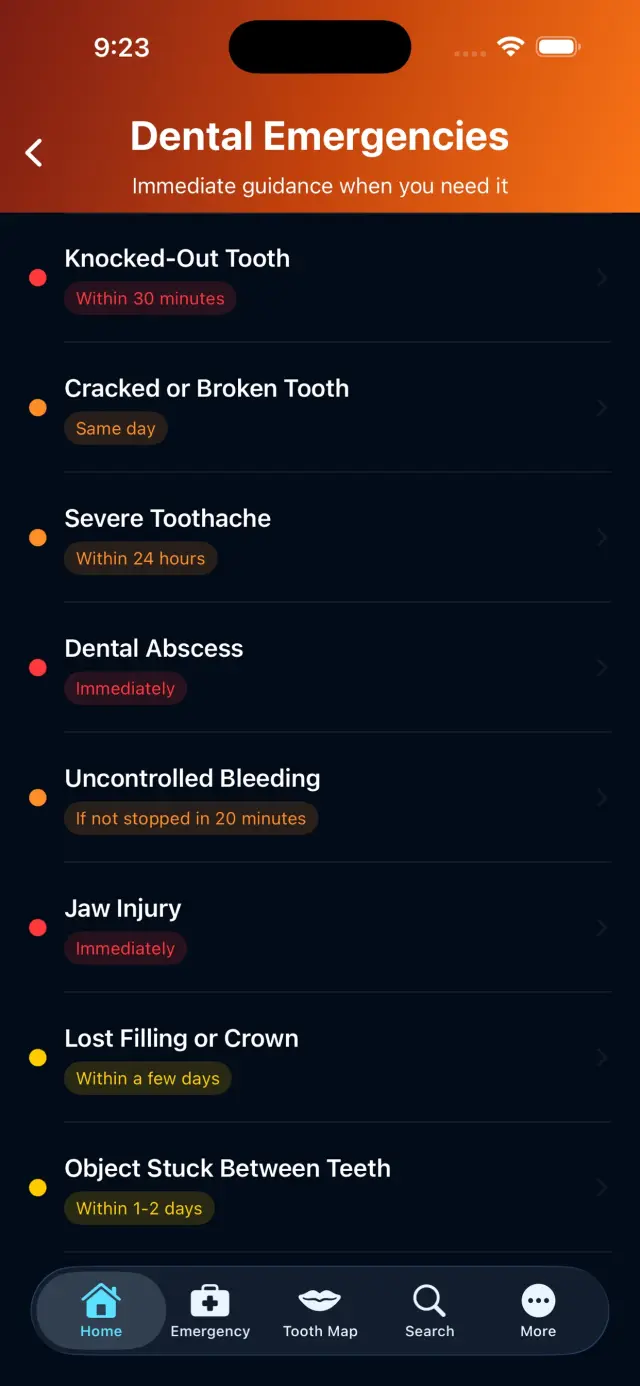 9:23
Dental Emergencies
Immediate guidance when you need it
Knocked-Out Tooth
Within 30 minutes
Cracked or Broken Tooth
Same day
Severe Toothache
Within 24 hours
Dental Abscess
Immediately
Uncontrolled Bleeding
If not stopped in 20 minutes
Jaw Injury
Immediately
Lost Filling or Crown
Within a few days
Object Stuck Between Teeth
Within 1-2 days
Home Emergency Tooth Map Search More